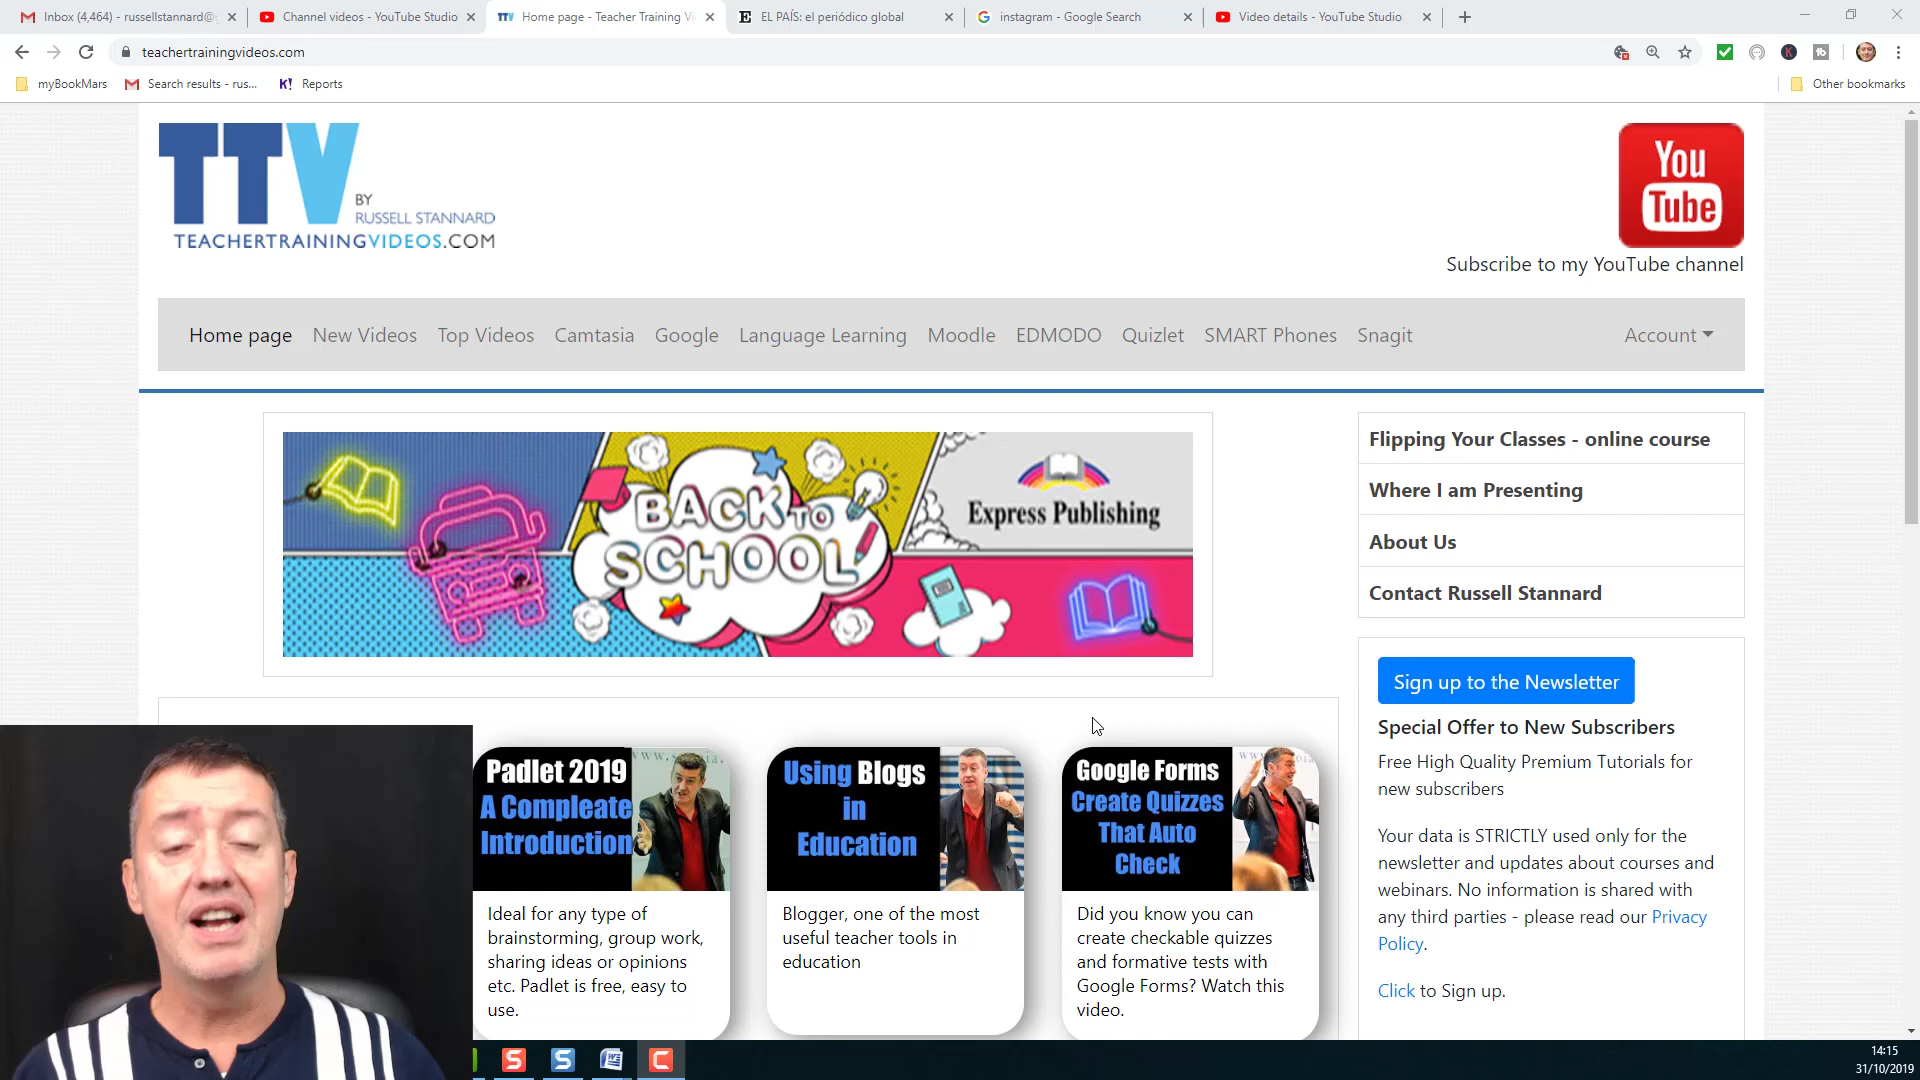 Inbox (4,464) - russellstannard@
Channel videos - YouTube Studio
Home page - Teacher Training Vi
EL PAÍS: el periódico global
instagram - Google Search
Video details - YouTube Studio
teachertrainingvideos.com
myBookMars
Search results - rus...
K! Reports
Other bookmarks
TTV
BY
RUSSELL STANNARD
TEACHERTRAININGVIDEOS.COM
You
Tube
Subscribe to my YouTube channel
Home page New Videos Top Videos Camtasia Google Language Learning Moodle EDMODO Quizlet SMART Phones Snagit Account
BACK TO
SCHOOL
Express Publishing
Flipping Your Classes - online course
Where I am Presenting
About Us
Contact Russell Stannard
Sign up to the Newsletter
Special Offer to New Subscribers
Free High Quality Premium Tutorials for
new subscribers
Your data is STRICTLY used only for the
newsletter and updates about courses and
webinars. No information is shared with
any third parties - please read our Privacy
Policy.
Click to Sign up.
Padlet 2019
A Compleate
Introduction
Ideal for any type of
brainstorming, group work,
sharing ideas or opinions
etc. Padlet is free, easy to
use.
Using Blogs
in
Education
Blogger, one of the most
useful teacher tools in
education
Google Forms
Create Quizzes
That Auto
Check
Did you know you can
create checkable quizzes
and formative tests with
Google Forms? Watch this
video.
14:15
31/10/2019